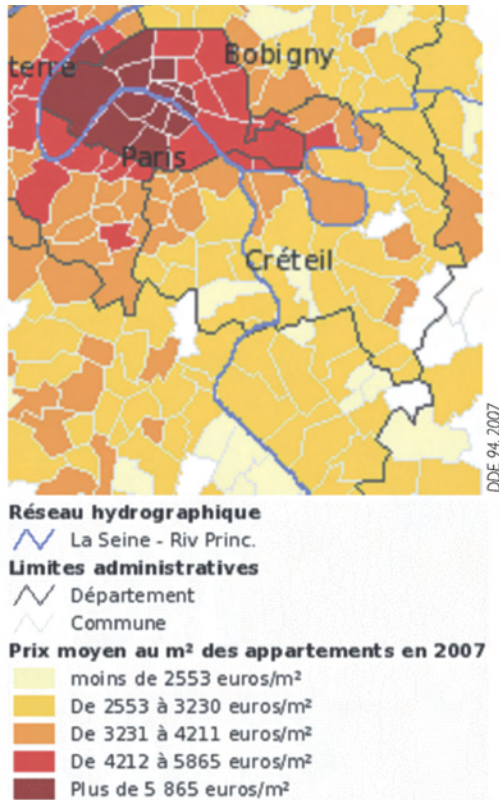 Bobigny
terre
Paris
Créteil
DDE 94, 2007
Réseau hydrographique
La Seine - Riv Princ.
Limites administratives
Département
Commune
Prix moyen au m² des appartements en 2007
moins de 2553 euros/m²
De 2553 à 3230 euros/m²
De 3231 à 4211 euros/m²
De 4212 à 5865 euros/m²
Plus de 5 865 euros/m²